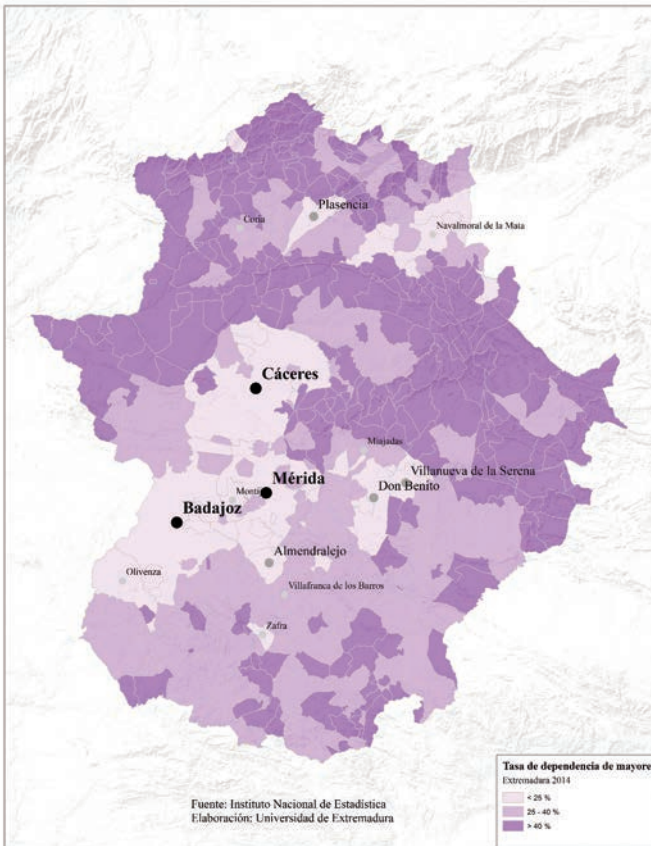 Plasencia
Coria
Navalmoral de la Mata
Cáceres
Miajadas
Villanueva de la Serena
Mérida
Don Benito
Badajoz
Almendralejo
Olivenza
Villafranca de los Barros
Zafra
Tasa de dependencia de mayore
Extremadura 2014
< 25 %
25 - 40 %
> 40 %
Fuente: Instituto Nacional de Estadística
Elaboración: Universidad de Extremadura